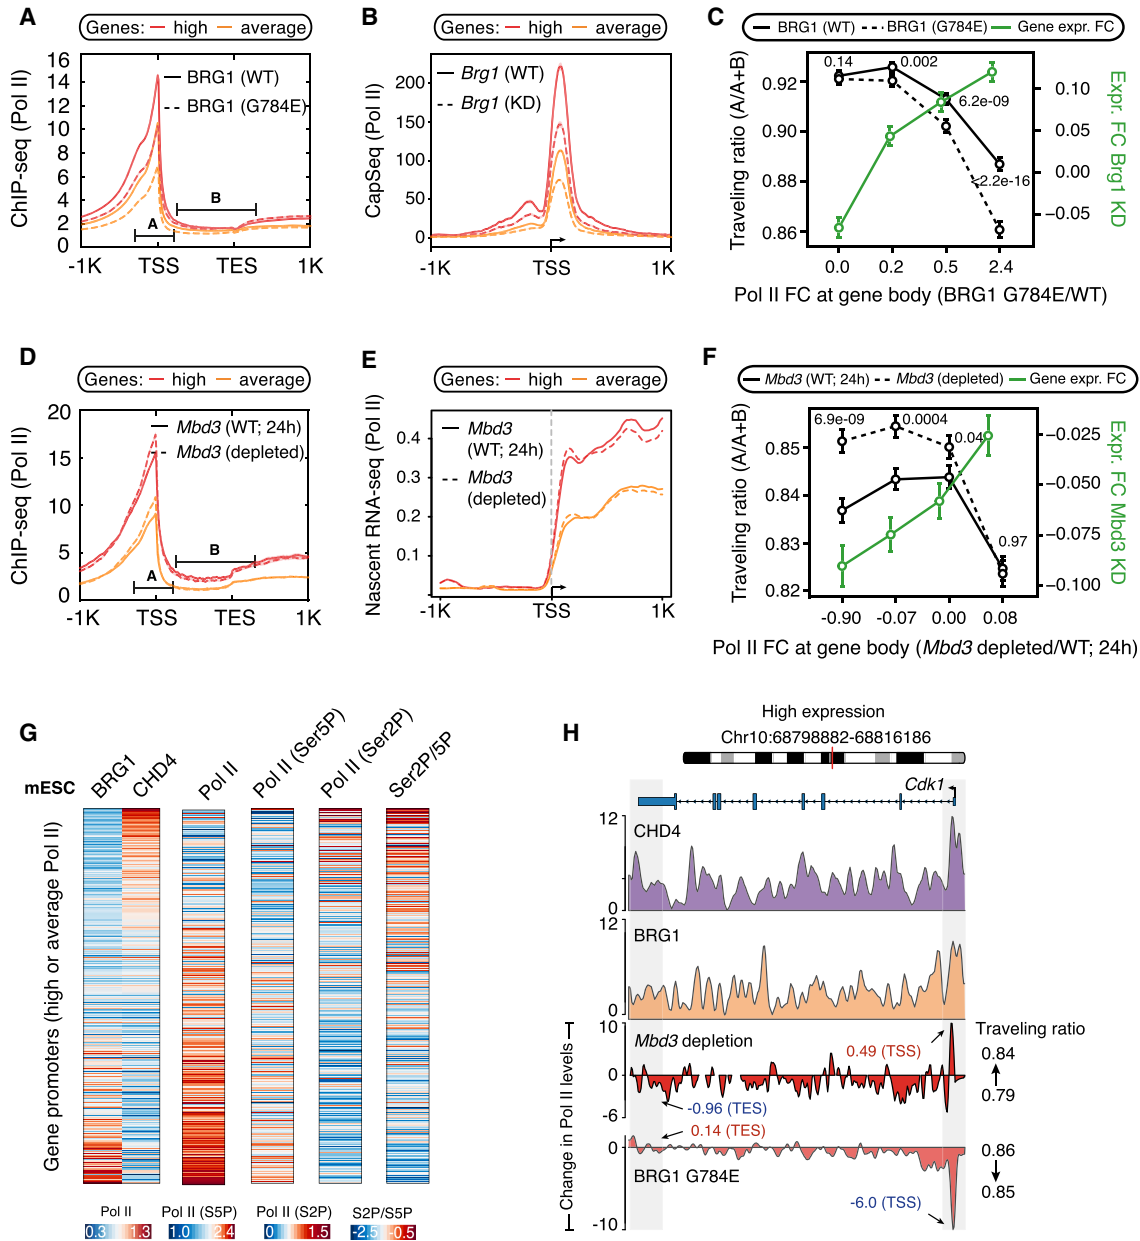 A
Genes: high average
ChIP-seq (Pol II)
16
14
12
10
8
6
4
2
0
BRG1 (WT)
BRG1 (G784E)
B
A
-1K TSS TES 1K
B
Genes: high average
CapSeq (Pol II)
200
150
100
50
0
Brg1 (WT)
Brg1 (KD)
-1K TSS 1K
C
BRG1 (WT) BRG1 (G784E) Gene expr. FC
Traveling ratio (A/A+B)
0.92
0.90
0.88
0.86
0.14
0.002
6.2e-09
<2.2e-16
0.10
0.05
0.00
−0.05
Expr. FC Brg1 KD
0.0 0.2 0.5 2.4
Pol II FC at gene body (BRG1 G784E/WT)
D
Genes: high average
ChIP-seq (Pol II)
20
15
10
5
0
Mbd3 (WT; 24h)
Mbd3 (depleted)
B
A
-1K TSS TES 1K
E
Genes: high average
Nascent RNA-seq (Pol II)
0.4
0.3
0.2
0.1
Mbd3
(WT; 24h)
Mbd3
(depleted)
-1K TSS 1K
F
Mbd3 (WT; 24h) Mbd3 (depleted) Gene expr. FC
Traveling ratio (A/A+B)
0.85
0.84
0.83
0.82
6.9e-09
0.0004
0.04
0.97
−0.025
−0.050
−0.075
−0.100
Expr. FC Mbd3 KD
-0.90 -0.07 0.00 0.08
Pol II FC at gene body (Mbd3 depleted/WT; 24h)
G
mESC
BRG1
CHD4
Pol II
Pol II (Ser5P)
Pol II (Ser2P)
Ser2P/5P
Gene promoters (high or average Pol II)
Pol II
0.3 1.3
Pol II (S5P)
1.0 2.4
Pol II (S2P)
0 1.5
S2P/S5P
-2.5 -0.5
H
High expression
Chr10:68798882-68816186
Cdk1
12
CHD4
0
12
BRG1
0
Change in Pol II levels
10
Mbd3 depletion
0.49 (TSS)
0
-0.96 (TES)
-6
0.14 (TES)
0
BRG1 G784E
-6.0 (TSS)
-10
Traveling ratio
0.84
0.79
0.86
0.85